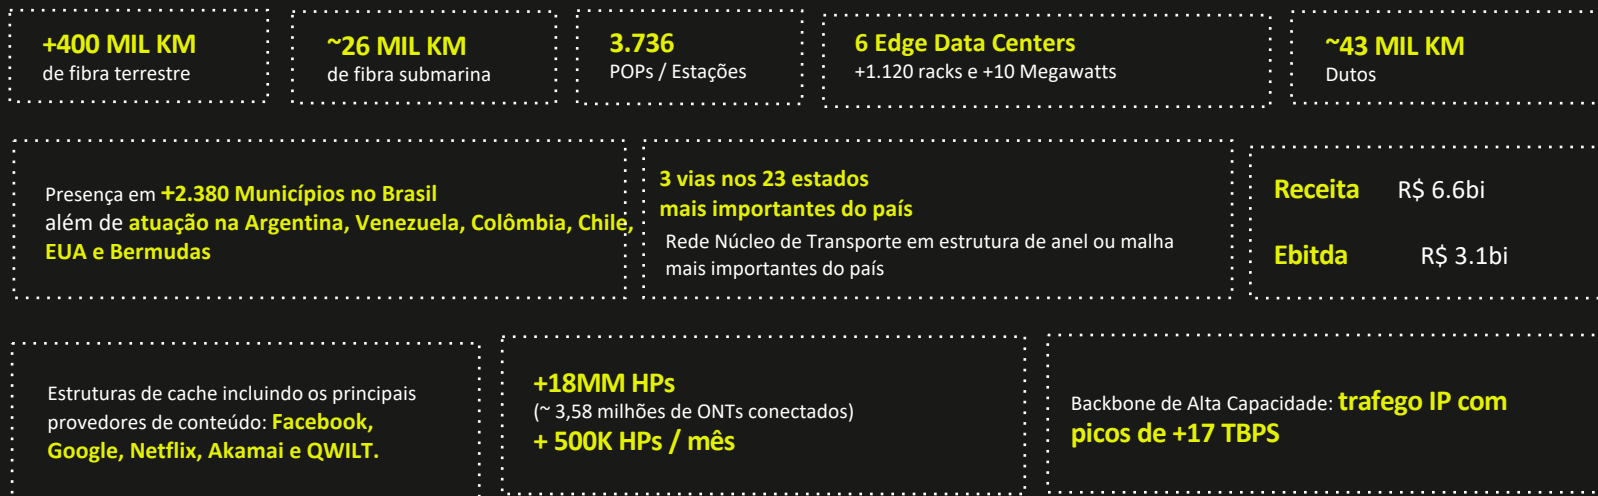 +400 MIL KM
de fibra terrestre
~26 MIL KM
de fibra submarina
3.736
POPs / Estações
6 Edge Data Centers
+1.120 racks e +10 Megawatts
~43 MIL KM
Dutos
Presença em +2.380 Municípios no Brasil
além de atuação na Argentina, Venezuela, Colômbia, Chile,
EUA e Bermudas
3 vias nos 23 estados
mais importantes do país
Rede Núcleo de Transporte em estrutura de anel ou malha
mais importantes do país
Receita R$ 6.6bi
Ebitda R$ 3.1bi
Estruturas de cache incluindo os principais
provedores de conteúdo: Facebook,
Google, Netflix, Akamai e QWILT.
+18MM HPs
(~ 3,58 milhões de ONTs conectados)
+ 500K HPs / mês
Backbone de Alta Capacidade: trafego IP com
picos de +17 TBPS